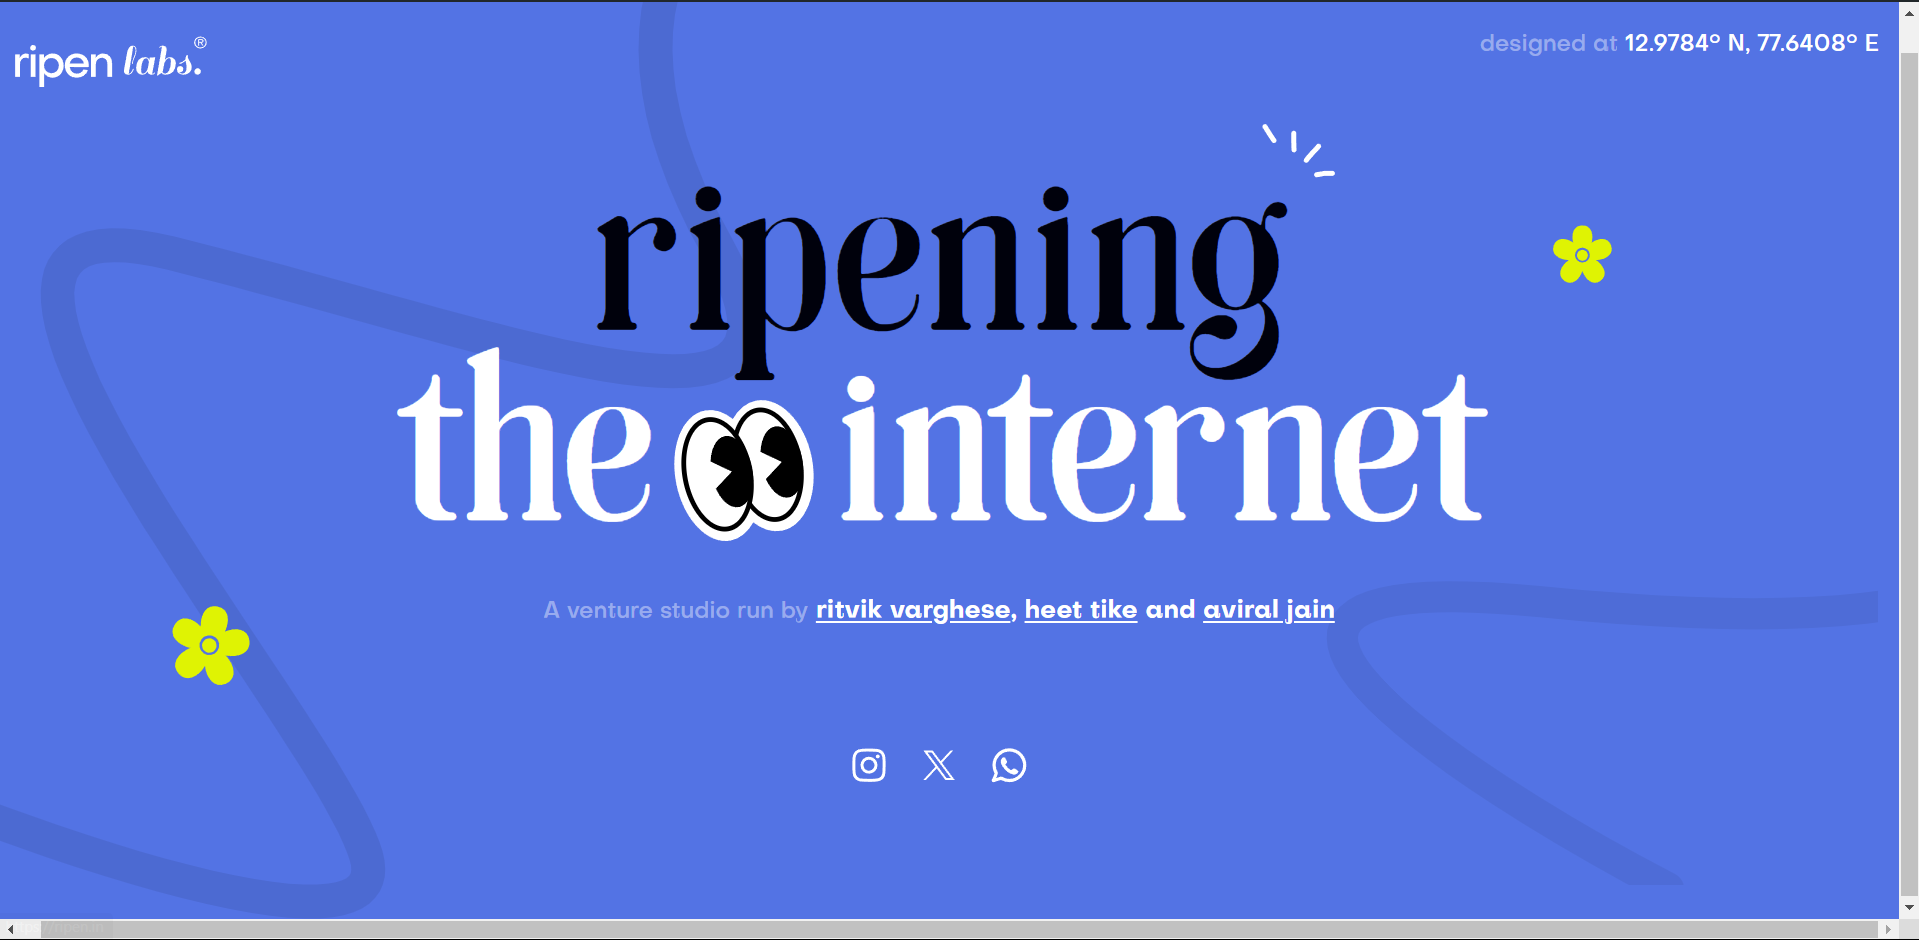 ripen labs.®
designed at 12.9784° N, 77.6408° E
ripening
the internet
A venture studio run by ritvik varghese, heet tike and aviral jain